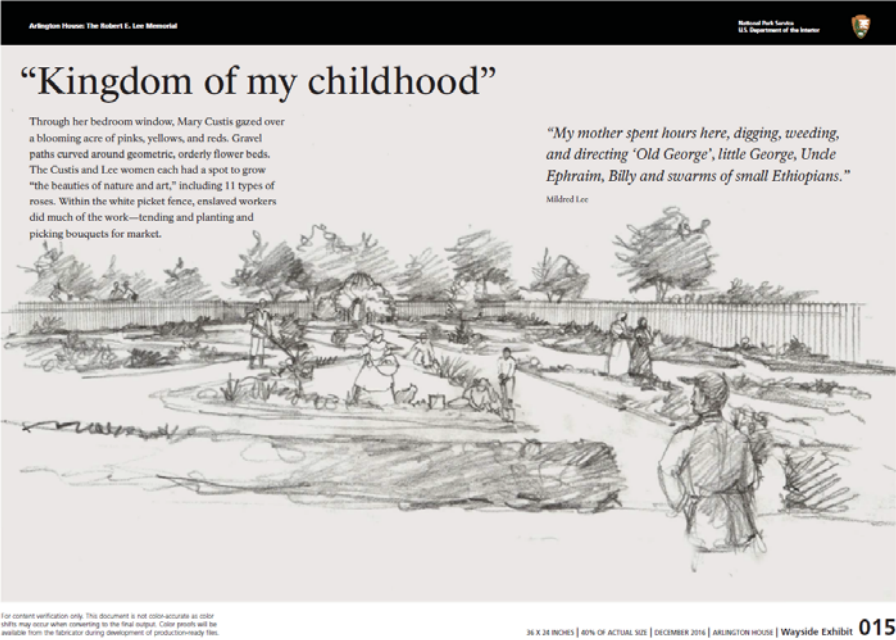 Arlington House: The Robert E. Lee Memorial
National Park Service
U.S. Department of the Interior
“Kingdom of my childhood”
Through her bedroom window, Mary Custis gazed over
a blooming acre of pinks, yellows, and reds. Gravel
paths curved around geometric, orderly flower beds.
The Custis and Lee women each had a spot to grow
“the beauties of nature and art,” including 11 types of
roses. Within the white picket fence, enslaved workers
did much of the work—tending and planting and
picking bouquets for market.
“My mother spent hours here, digging, weeding,
and directing ‘Old George’, little George, Uncle
Ephraim, Billy and swarms of small Ethiopians.”
Mildred Lee
For content verification only. This document is not color-accurate as color
shifts may occur when converting to the final output. Color proofs will be
available from the fabricator during development of production-ready files.
36 X 24 INCHES | 40% OF ACTUAL SIZE | DECEMBER 2016 | ARLINGTON HOUSE | Wayside Exhibit 015